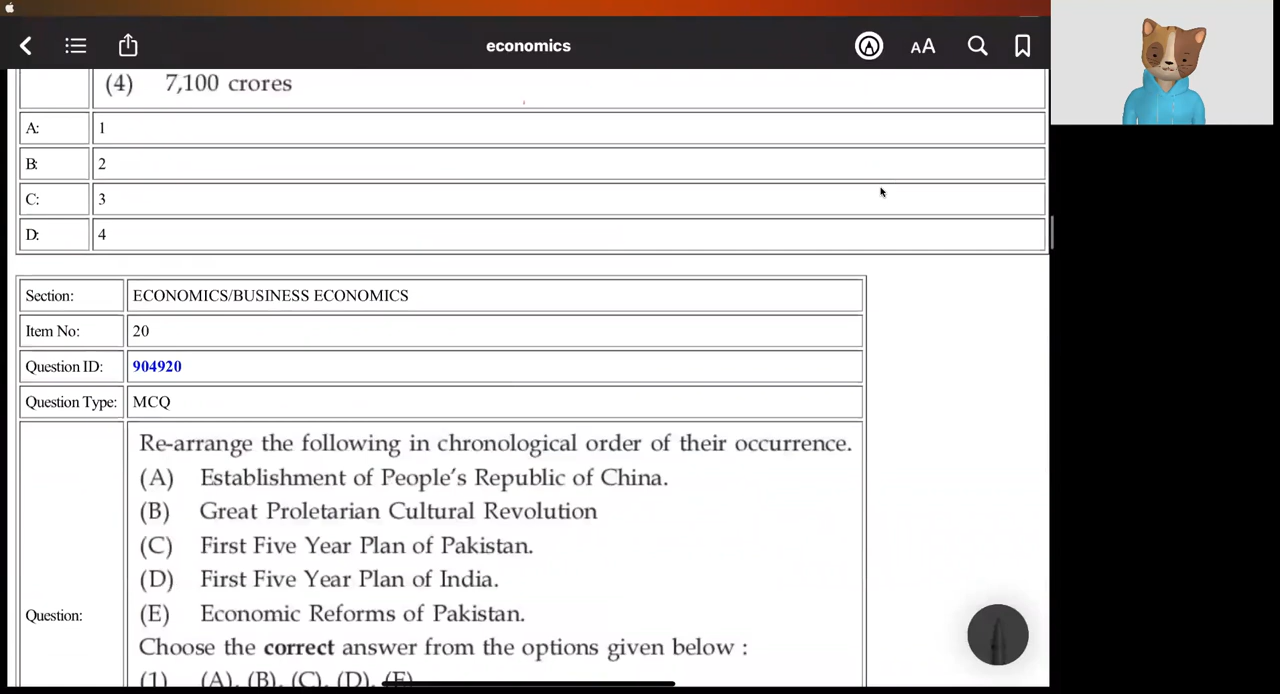 economics
AA
(4) 7,100 crores
A: 1
B: 2
C: 3
D: 4
Section: ECONOMICS/BUSINESS ECONOMICS
Item No: 20
Question ID: 904920
Question Type: MCQ
Re-arrange the following in chronological order of their occurrence.
(A) Establishment of People's Republic of China.
(B) Great Proletarian Cultural Revolution
(C) First Five Year Plan of Pakistan.
(D) First Five Year Plan of India.
Question: (E) Economic Reforms of Pakistan.
Choose the correct answer from the options given below :
(1) (A), (B), (C), (D), (E)